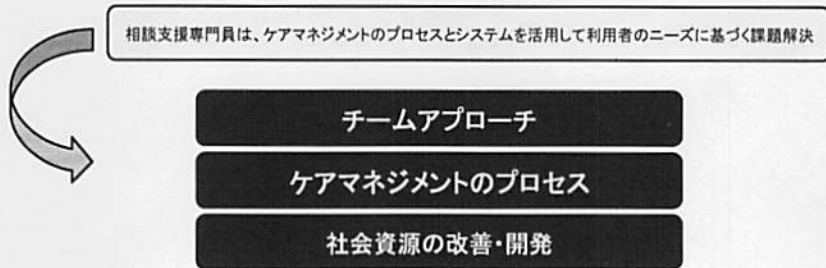 相談支援専門員は、ケアマネジメントのプロセスとシステムを活用して利用者のニーズに基づく課題解決
チームアプローチ
ケアマネジメントのプロセス
社会資源の改善・開発